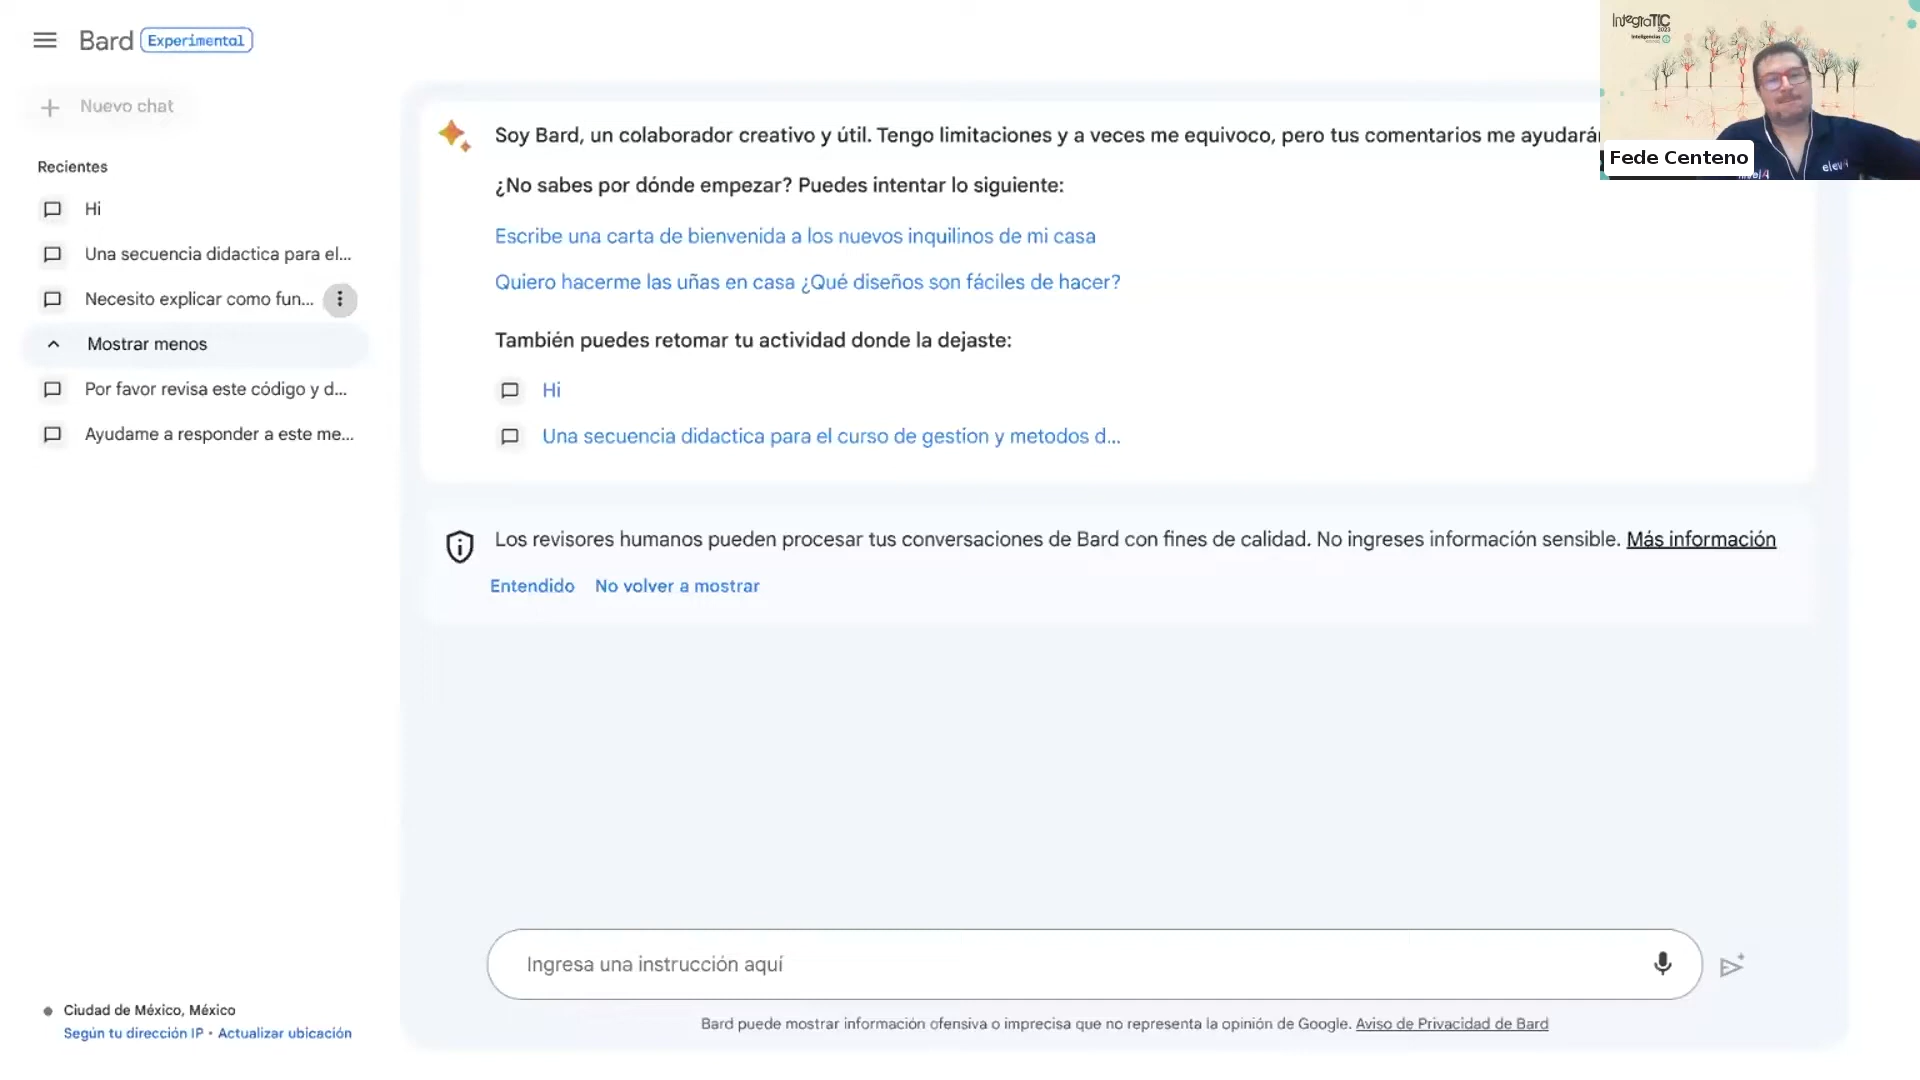 Bard Experimental
Nuevo chat
Recientes
Hi
Una secuencia didactica para el...
Necesito explicar como fun...
Mostrar menos
Por favor revisa este código y d...
Ayudame a responder a este me...
Ciudad de México, México
Según tu dirección IP • Actualizar ubicación
Soy Bard, un colaborador creativo y útil. Tengo limitaciones y a veces me equivoco, pero tus comentarios me ayudarán
¿No sabes por dónde empezar? Puedes intentar lo siguiente:
Escribe una carta de bienvenida a los nuevos inquilinos de mi casa
Quiero hacerme las uñas en casa ¿Qué diseños son fáciles de hacer?
También puedes retomar tu actividad donde la dejaste:
Hi
Una secuencia didactica para el curso de gestion y metodos d...
Los revisores humanos pueden procesar tus conversaciones de Bard con fines de calidad. No ingreses información sensible. Más información
Entendido No volver a mostrar
Ingresa una instrucción aquí
Bard puede mostrar información ofensiva o imprecisa que no representa la opinión de Google. Aviso de Privacidad de Bard
IntegraTIC
2023
Inteligencias
Fede Centeno